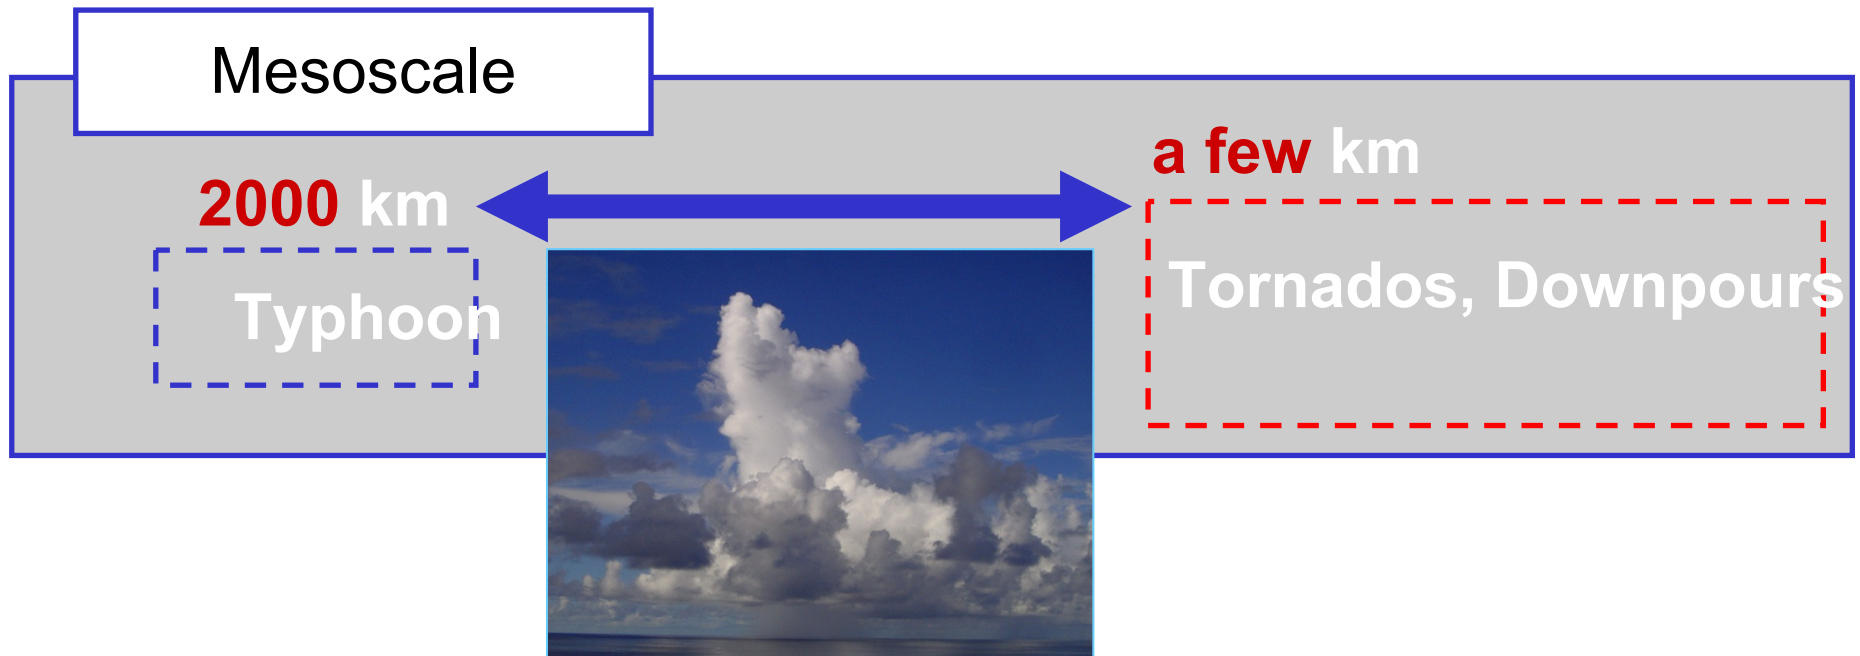 Mesoscale
2000 km
a few km
Typhoon
Tornados, Downpours